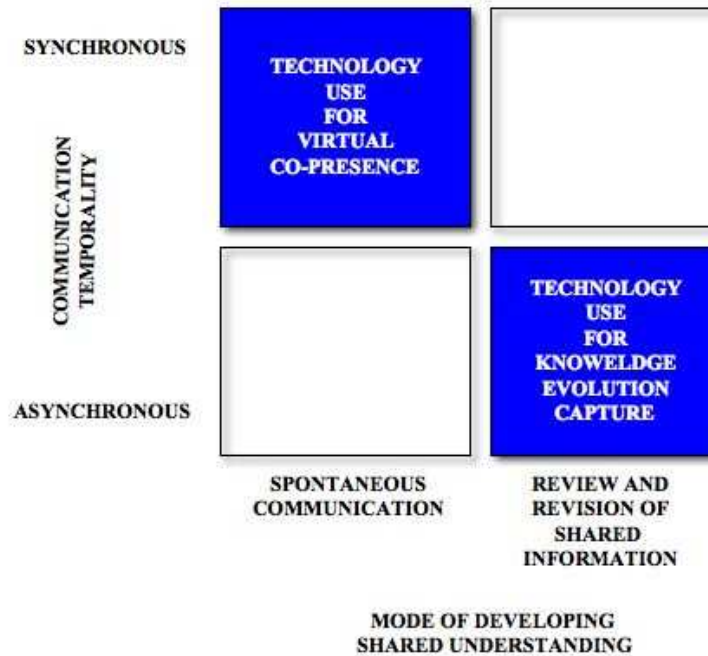 SYNCHRONOUS
TECHNOLOGY
USE
FOR
VIRTUAL
CO-PRESENCE
COMMUNICATION
TEMPORALITY
TECHNOLOGY
USE
FOR
KNOWELDGE
EVOLUTION
CAPTURE
ASYNCHRONOUS
SPONTANEOUS
COMMUNICATION
REVIEW AND
REVISION OF
SHARED
INFORMATION
MODE OF DEVELOPING
SHARED UNDERSTANDING